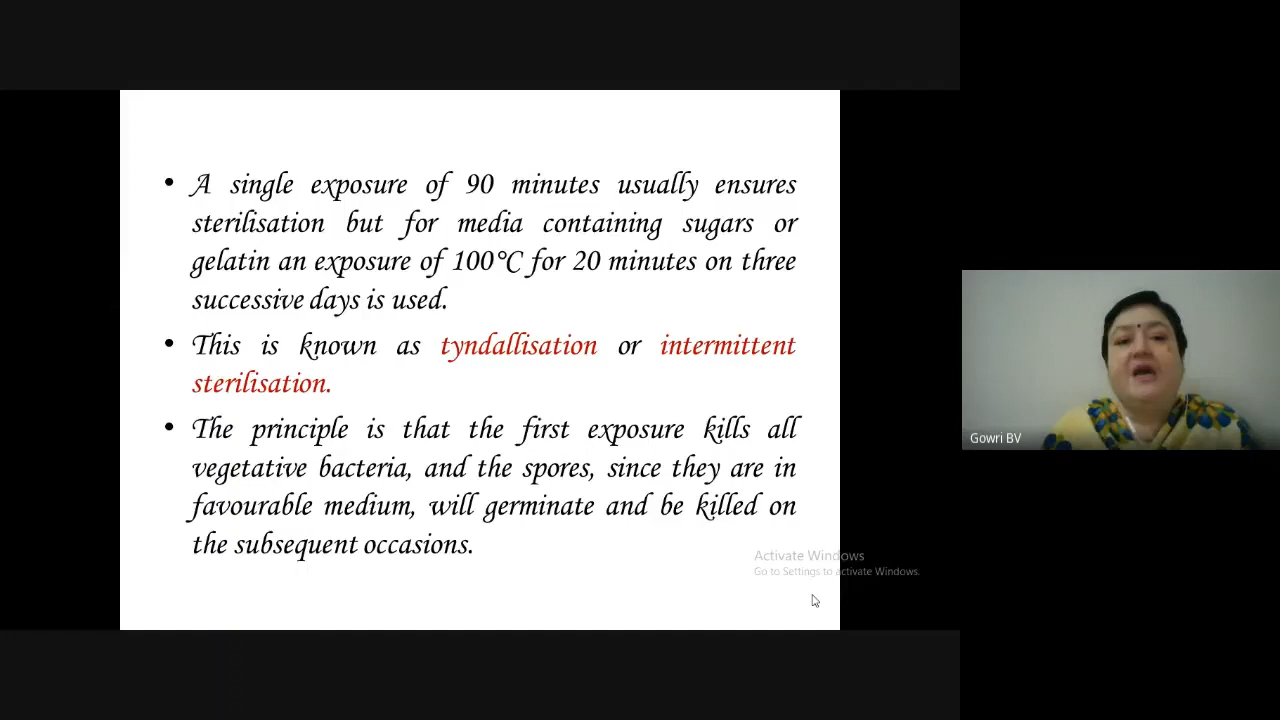 • A single exposure of 90 minutes usually ensures
sterilisation but for media containing sugars or
gelatin an exposure of 100°C for 20 minutes on three
successive days is used.
• This is known as tyndallisation or intermittent
sterilisation.
• The principle is that the first exposure kills all
vegetative bacteria, and the spores, since they are in
favourable medium, will germinate and be killed on
the subsequent occasions.
Activate Windows
Go to Settings to activate Windows.
Gowri BV